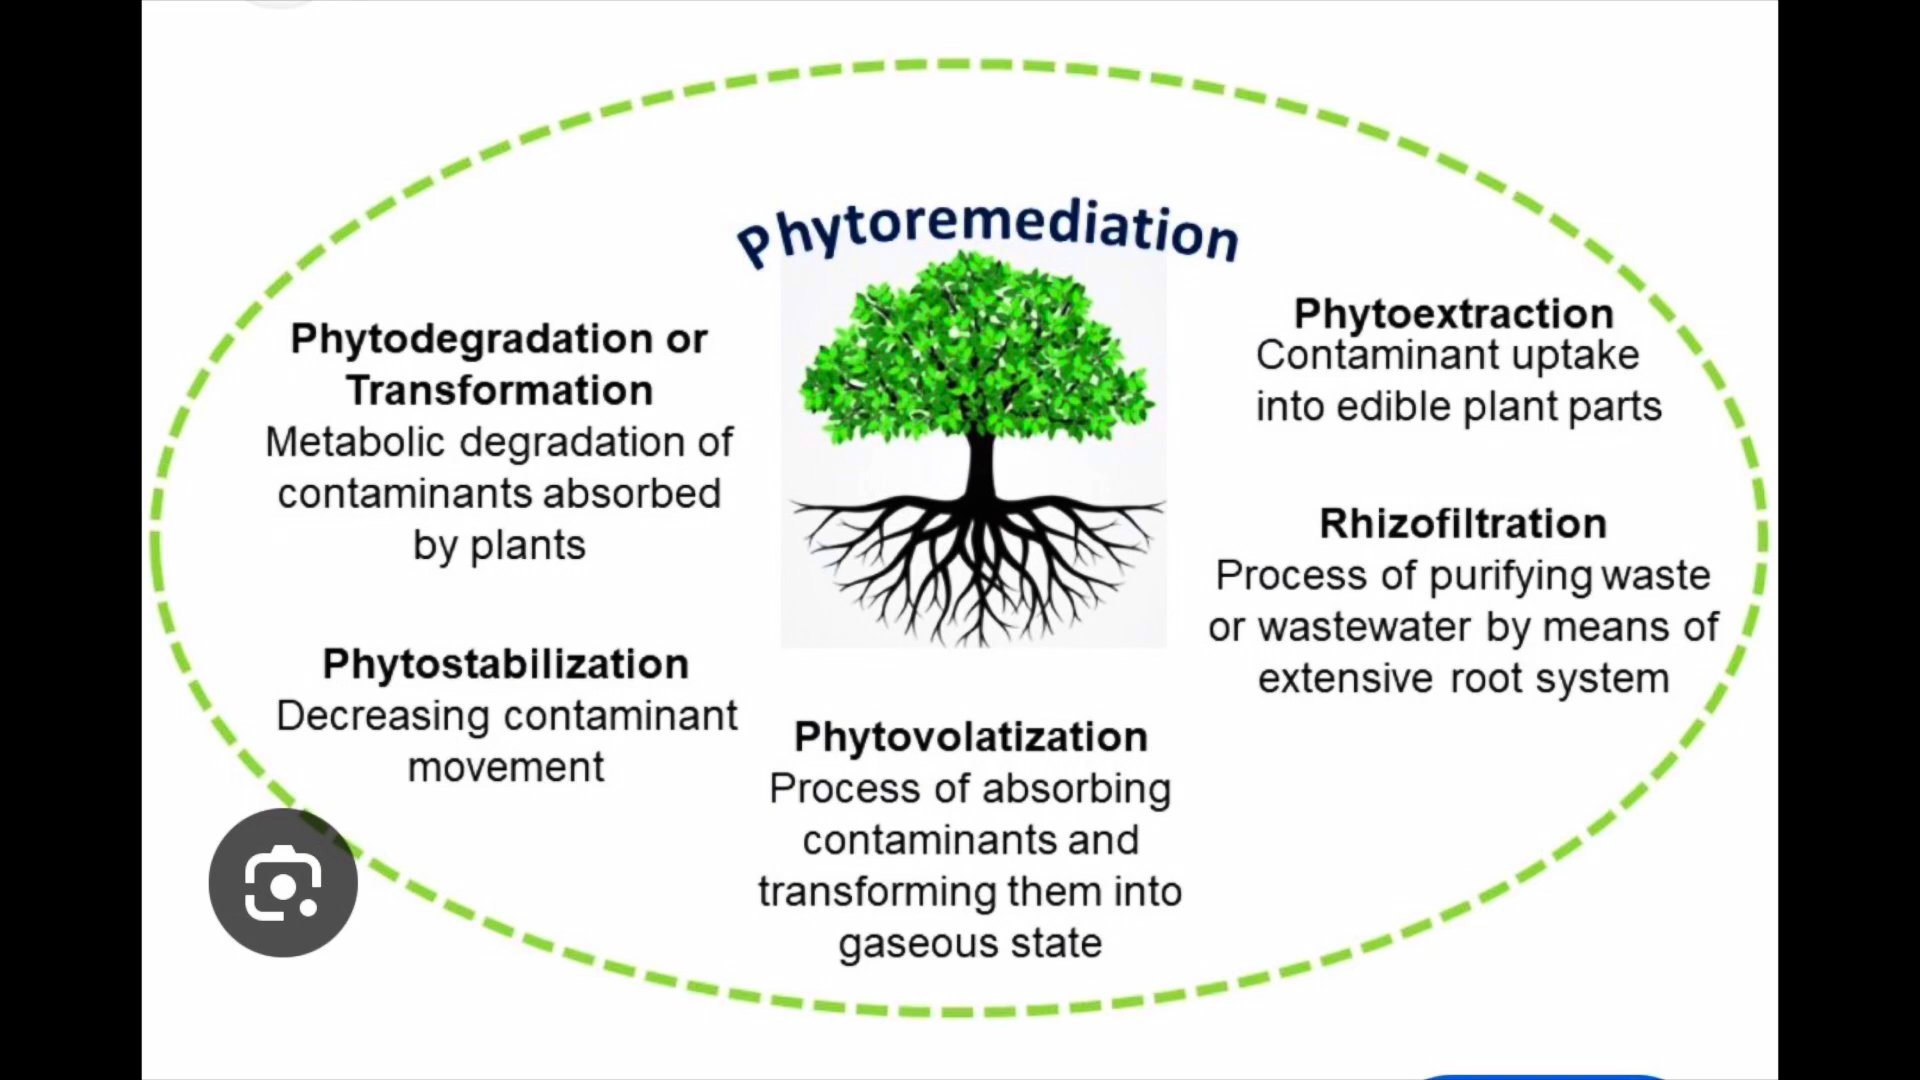 Phytoremediation
Phytodegradation or
Transformation
Metabolic degradation of
contaminants absorbed
by plants
Phytostabilization
Decreasing contaminant
movement
Phytovolatization
Process of absorbing
contaminants and
transforming them into
gaseous state
Phytoextraction
Contaminant uptake
into edible plant parts
Rhizofiltration
Process of purifying waste
or wastewater by means of
extensive root system